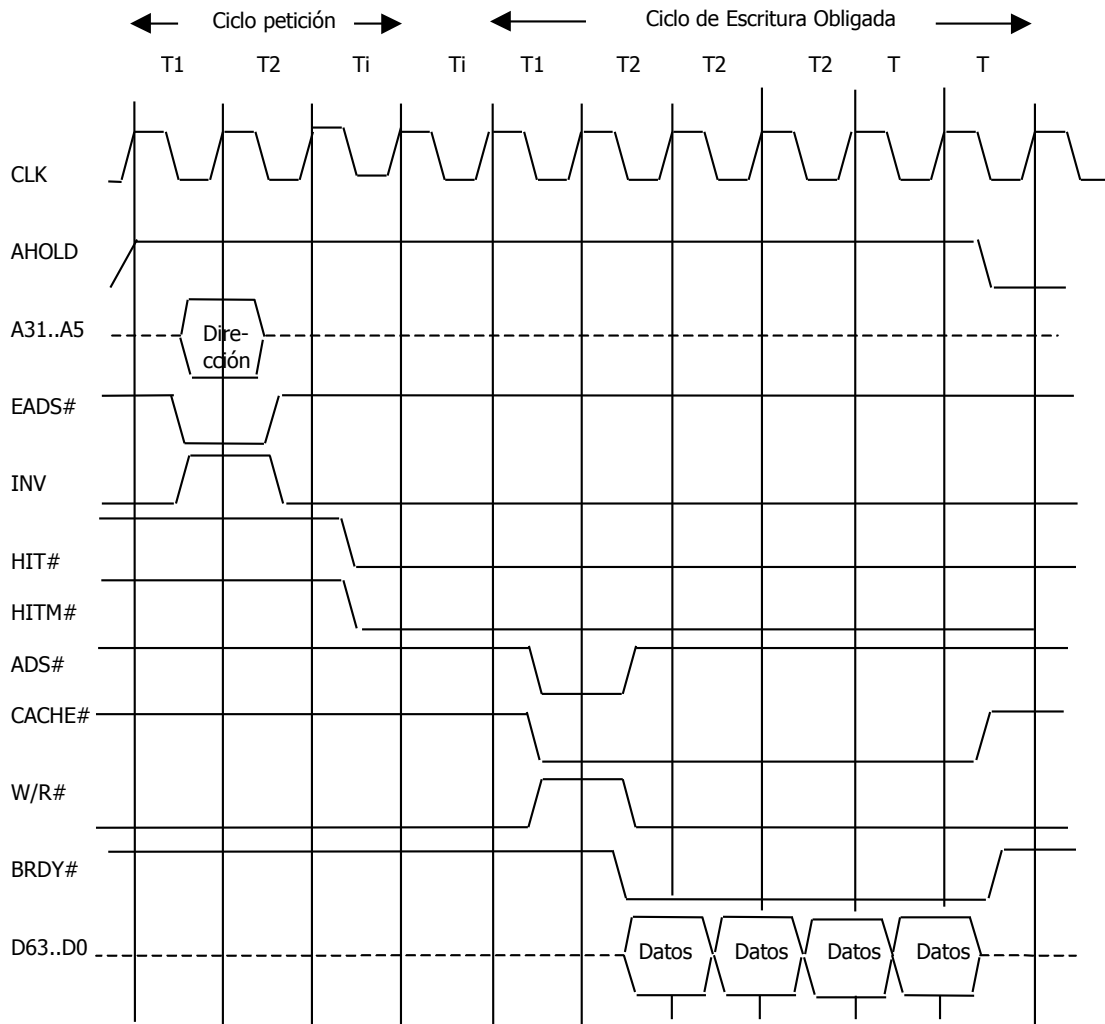 Ciclo petición Ciclo de Escritura Obligada
T1 T2 Ti Ti T1 T2 T2 T2 T T
CLK
AHOLD
A31..A5
Dire-
cción
EADS#
INV
HIT#
HITM#
ADS#
CACHE#
W/R#
BRDY#
D63..D0 Datos Datos Datos Datos